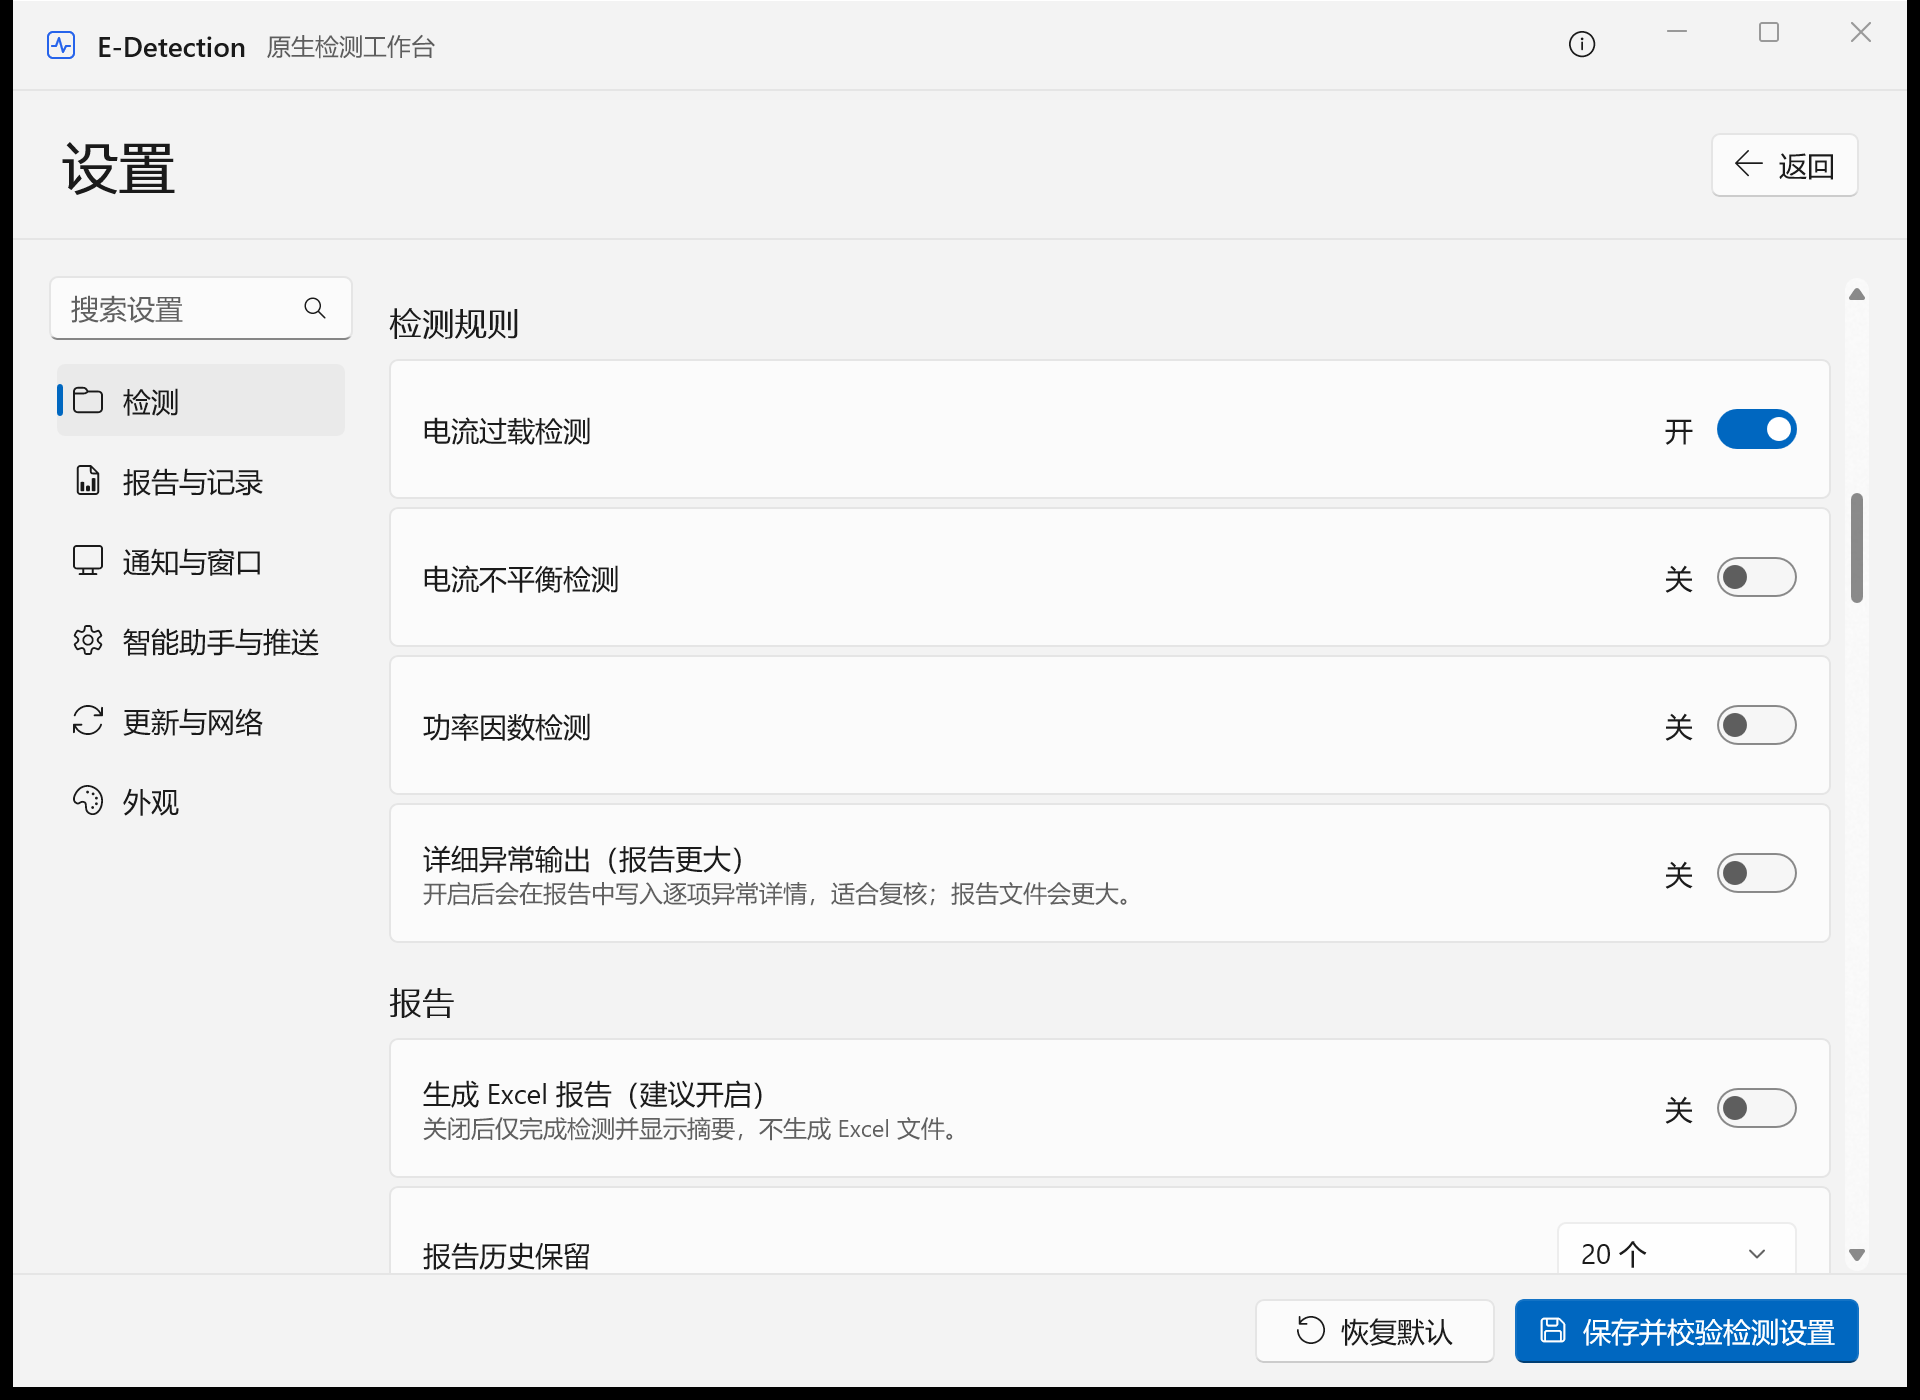 E-Detection 原生检测工作台
设置
返回
搜索设置
检测
报告与记录
通知与窗口
智能助手与推送
更新与网络
外观
检测规则
电流过载检测 开
电流不平衡检测 关
功率因数检测 关
详细异常输出（报告更大） 关
开启后会在报告中写入逐项异常详情，适合复核；报告文件会更大。
报告
生成 Excel 报告（建议开启） 关
关闭后仅完成检测并显示摘要，不生成 Excel 文件。
报告历史保留 20 个
恢复默认 保存并校验检测设置